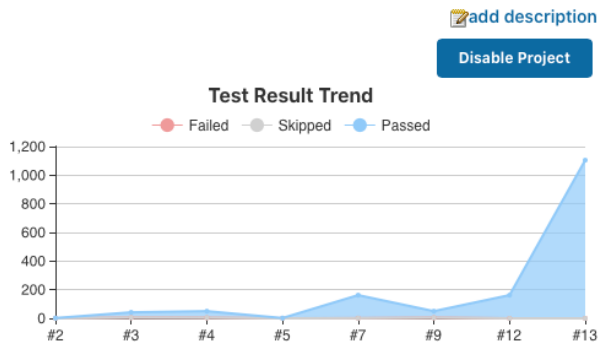 add description
Disable Project
Test Result Trend
Failed Skipped Passed
1,200
1,000
800
600
400
200
0
#2 #3 #4 #5 #7 #9 #12 #13